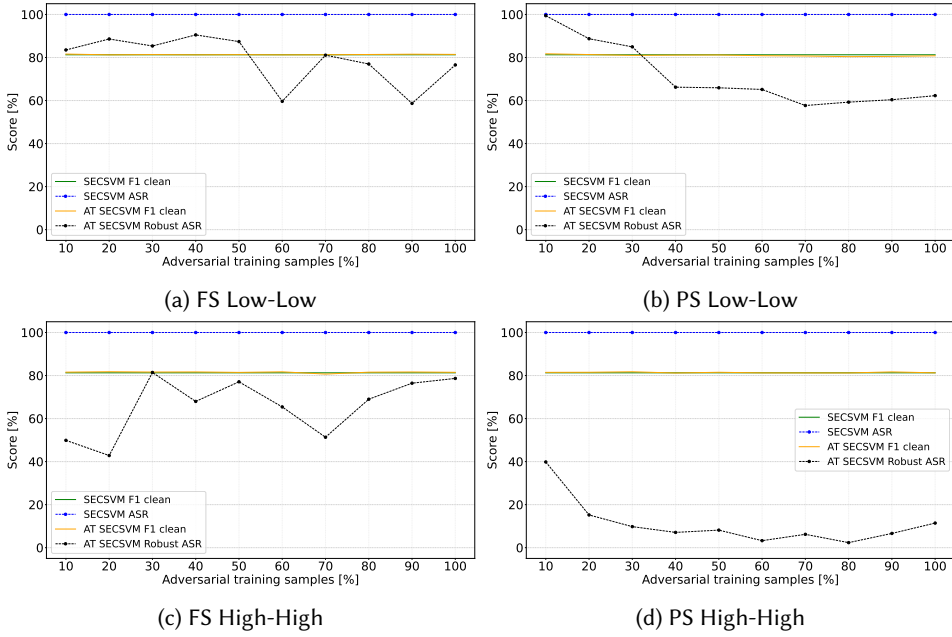 100
80
60
40
20
0
Score [%]
SECSVM F1 clean
SECSVM ASR
AT SECSVM F1 clean
AT SECSVM Robust ASR
10 20 30 40 50 60 70 80 90 100
Adversarial training samples [%]
(a) FS Low-Low
100
80
60
40
20
0
Score [%]
SECSVM F1 clean
SECSVM ASR
AT SECSVM F1 clean
AT SECSVM Robust ASR
10 20 30 40 50 60 70 80 90 100
Adversarial training samples [%]
(b) PS Low-Low
100
80
60
40
20
0
Score [%]
SECSVM F1 clean
SECSVM ASR
AT SECSVM F1 clean
AT SECSVM Robust ASR
10 20 30 40 50 60 70 80 90 100
Adversarial training samples [%]
(c) FS High-High
100
80
60
40
20
0
Score [%]
SECSVM F1 clean
SECSVM ASR
AT SECSVM F1 clean
AT SECSVM Robust ASR
10 20 30 40 50 60 70 80 90 100
Adversarial training samples [%]
(d) PS High-High